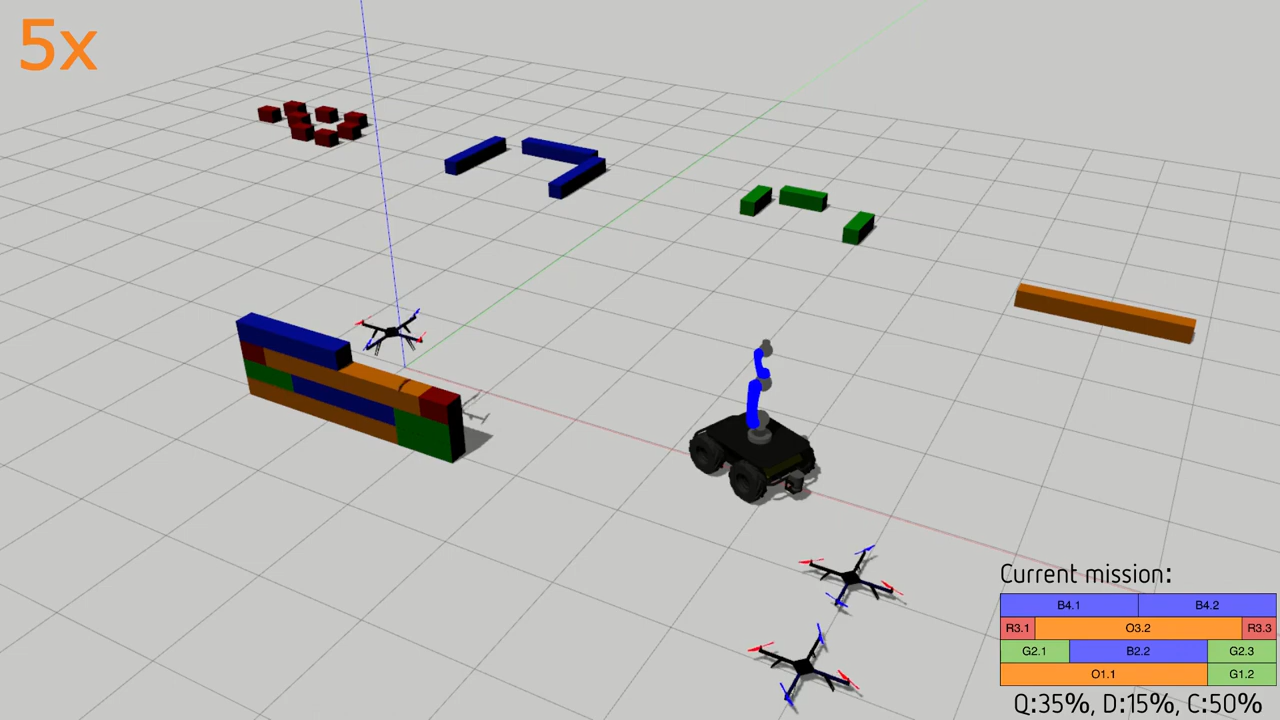 5x
Current mission:
B4.1 B4.2
R3.1 O3.2 R3.3
G2.1 B2.2 G2.3
O1.1 G1.2
Q:35%, D:15%, C:50%